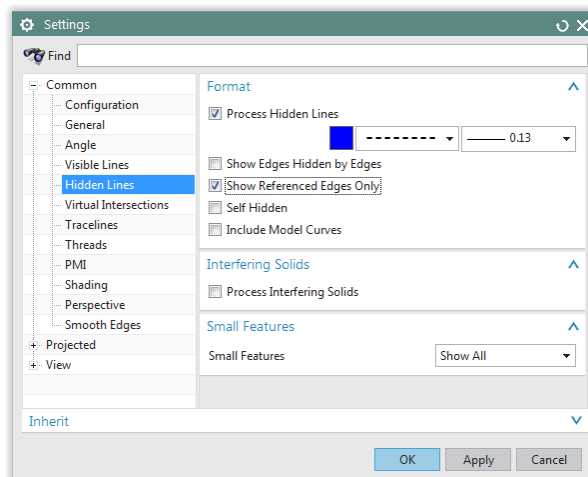 Settings
Find
Common
Configuration
General
Angle
Visible Lines
Hidden Lines
Virtual Intersections
Tracelines
Threads
PMI
Shading
Perspective
Smooth Edges
Projected
View
Format
Process Hidden Lines
0.13
Show Edges Hidden by Edges
Show Referenced Edges Only
Self Hidden
Include Model Curves
Interfering Solids
Process Interfering Solids
Small Features
Small Features Show All
Inherit
OK Apply Cancel